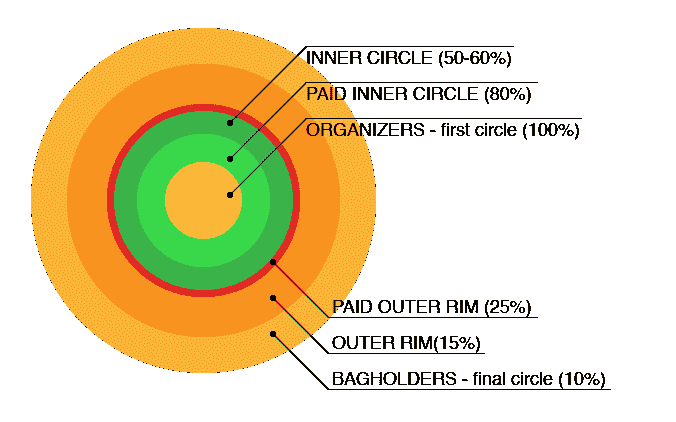 INNER CIRCLE (50-60%)
PAID INNER CIRCLE (80%)
ORGANIZERS - first circle (100%)
PAID OUTER RIM (25%)
OUTER RIM(15%)
BAGHOLDERS - final circle (10%)